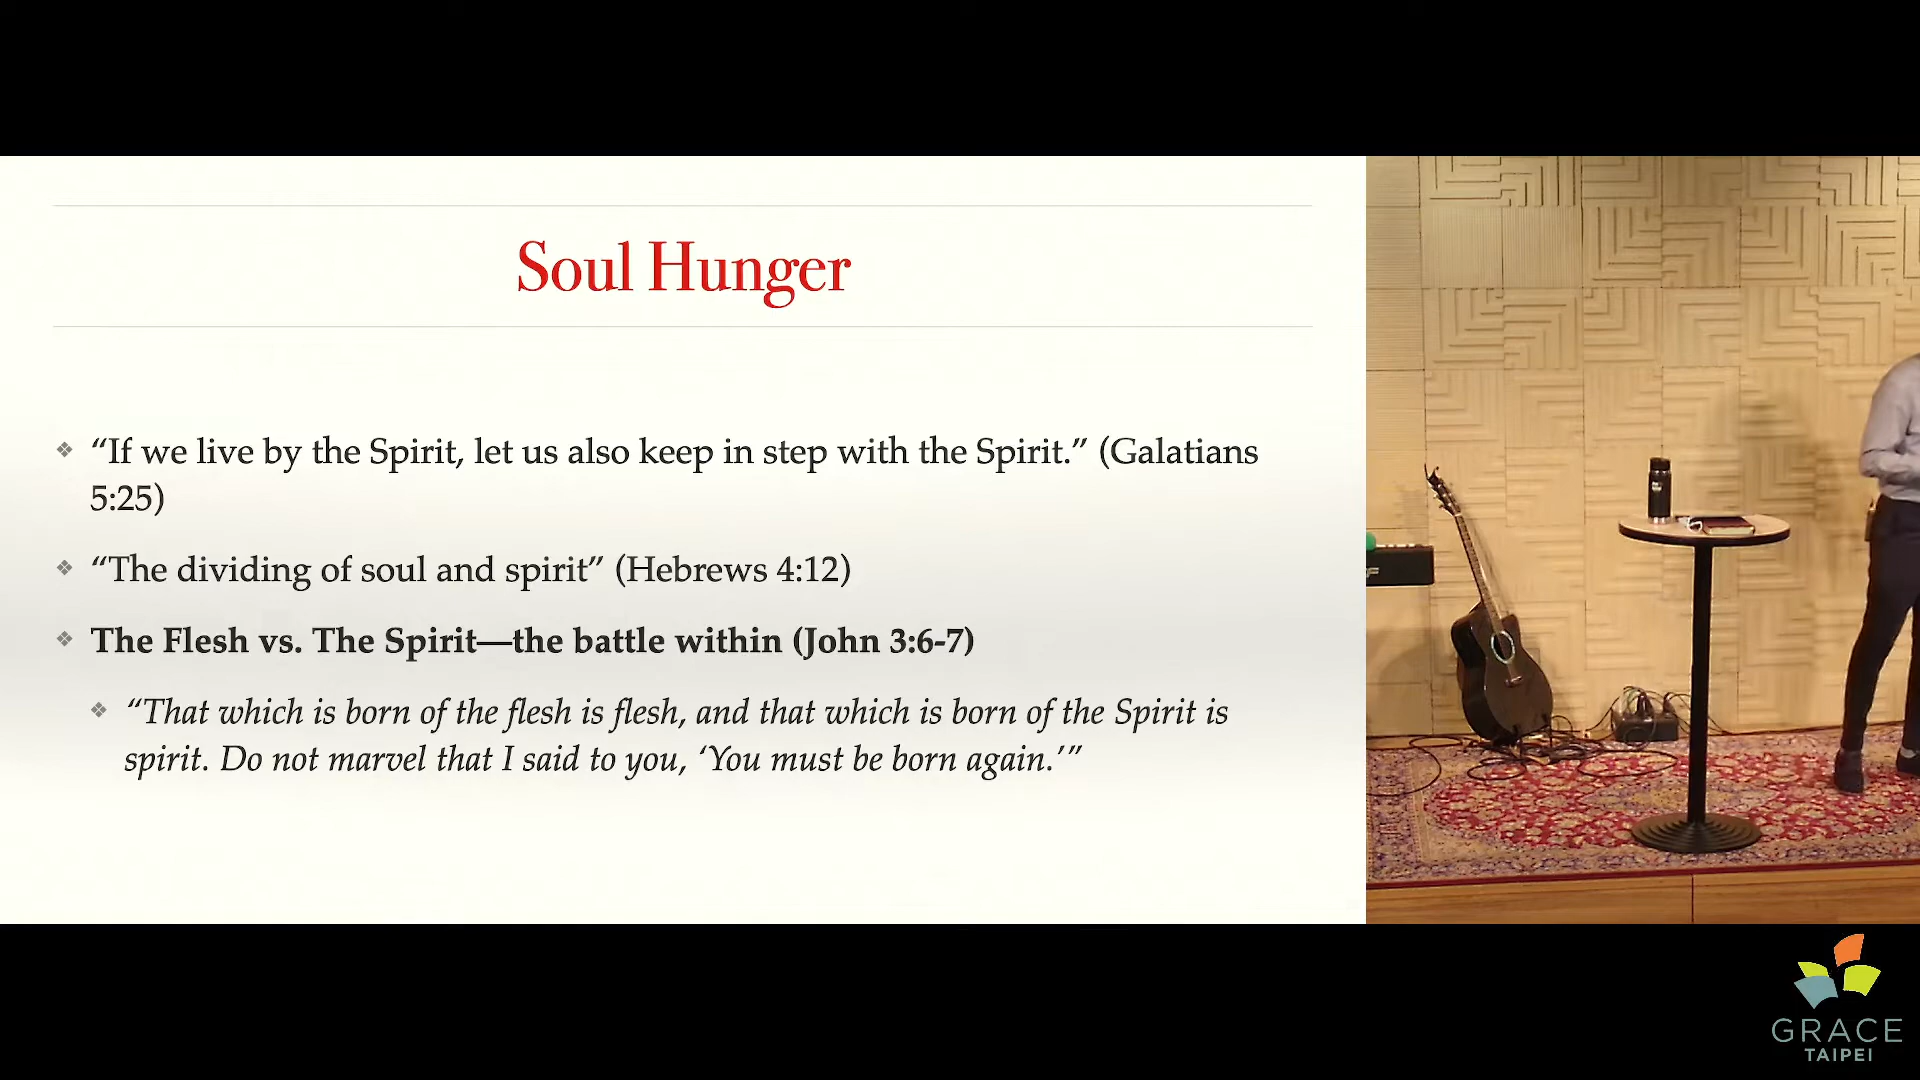 Soul Hunger
“If we live by the Spirit, let us also keep in step with the Spirit.” (Galatians
5:25)
“The dividing of soul and spirit” (Hebrews 4:12)
The Flesh vs. The Spirit—the battle within (John 3:6-7)
“That which is born of the flesh is flesh, and that which is born of the Spirit is
spirit. Do not marvel that I said to you, ‘You must be born again.’”
GRACE
TAIPEI